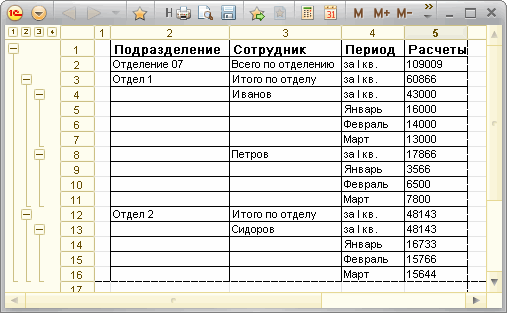 1С H M M+ M-
1 2 3 4 1 2 3 4 5
1 Подразделение Сотрудник Период Расчеты
2 Отделение 07 Всего по отделению за I кв. 109009
3 Отдел 1 Итого по отделу за I кв. 60866
4 Иванов за I кв. 43000
5 Январь 16000
6 Февраль 14000
7 Март 13000
8 Петров за I кв. 17866
9 Январь 3566
10 Февраль 6500
11 Март 7800
12 Отдел 2 Итого по отделу за I кв. 48143
13 Сидоров за I кв. 48143
14 Январь 16733
15 Февраль 15766
16 Март 15644
17